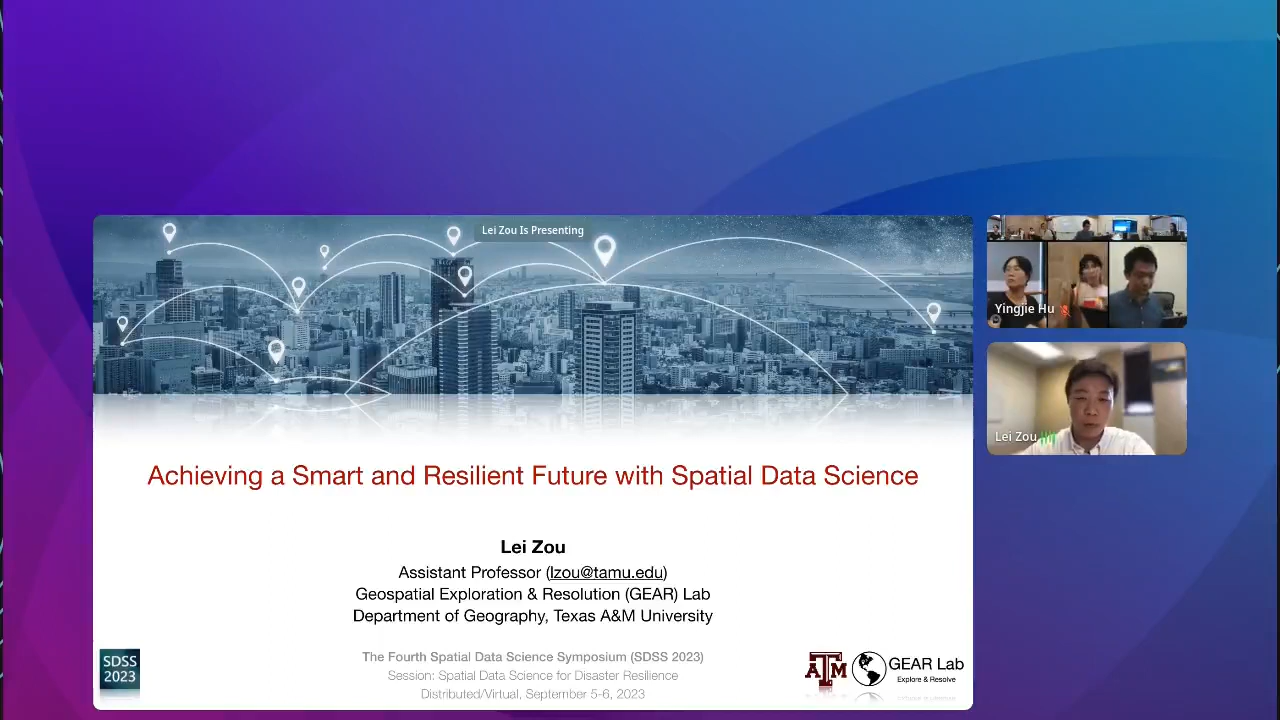 Lei Zou Is Presenting
Yingjie Hu
Lei Zou
Achieving a Smart and Resilient Future with Spatial Data Science
Lei Zou
Assistant Professor (lzou@tamu.edu)
Geospatial Exploration & Resolution (GEAR) Lab
Department of Geography, Texas A&M University
The Fourth Spatial Data Science Symposium (SDSS 2023)
Session: Spatial Data Science for Disaster Resilience
Distributed/Virtual, September 5-6, 2023
SDSS
2023
ATM
GEAR Lab
Explore & Resolve